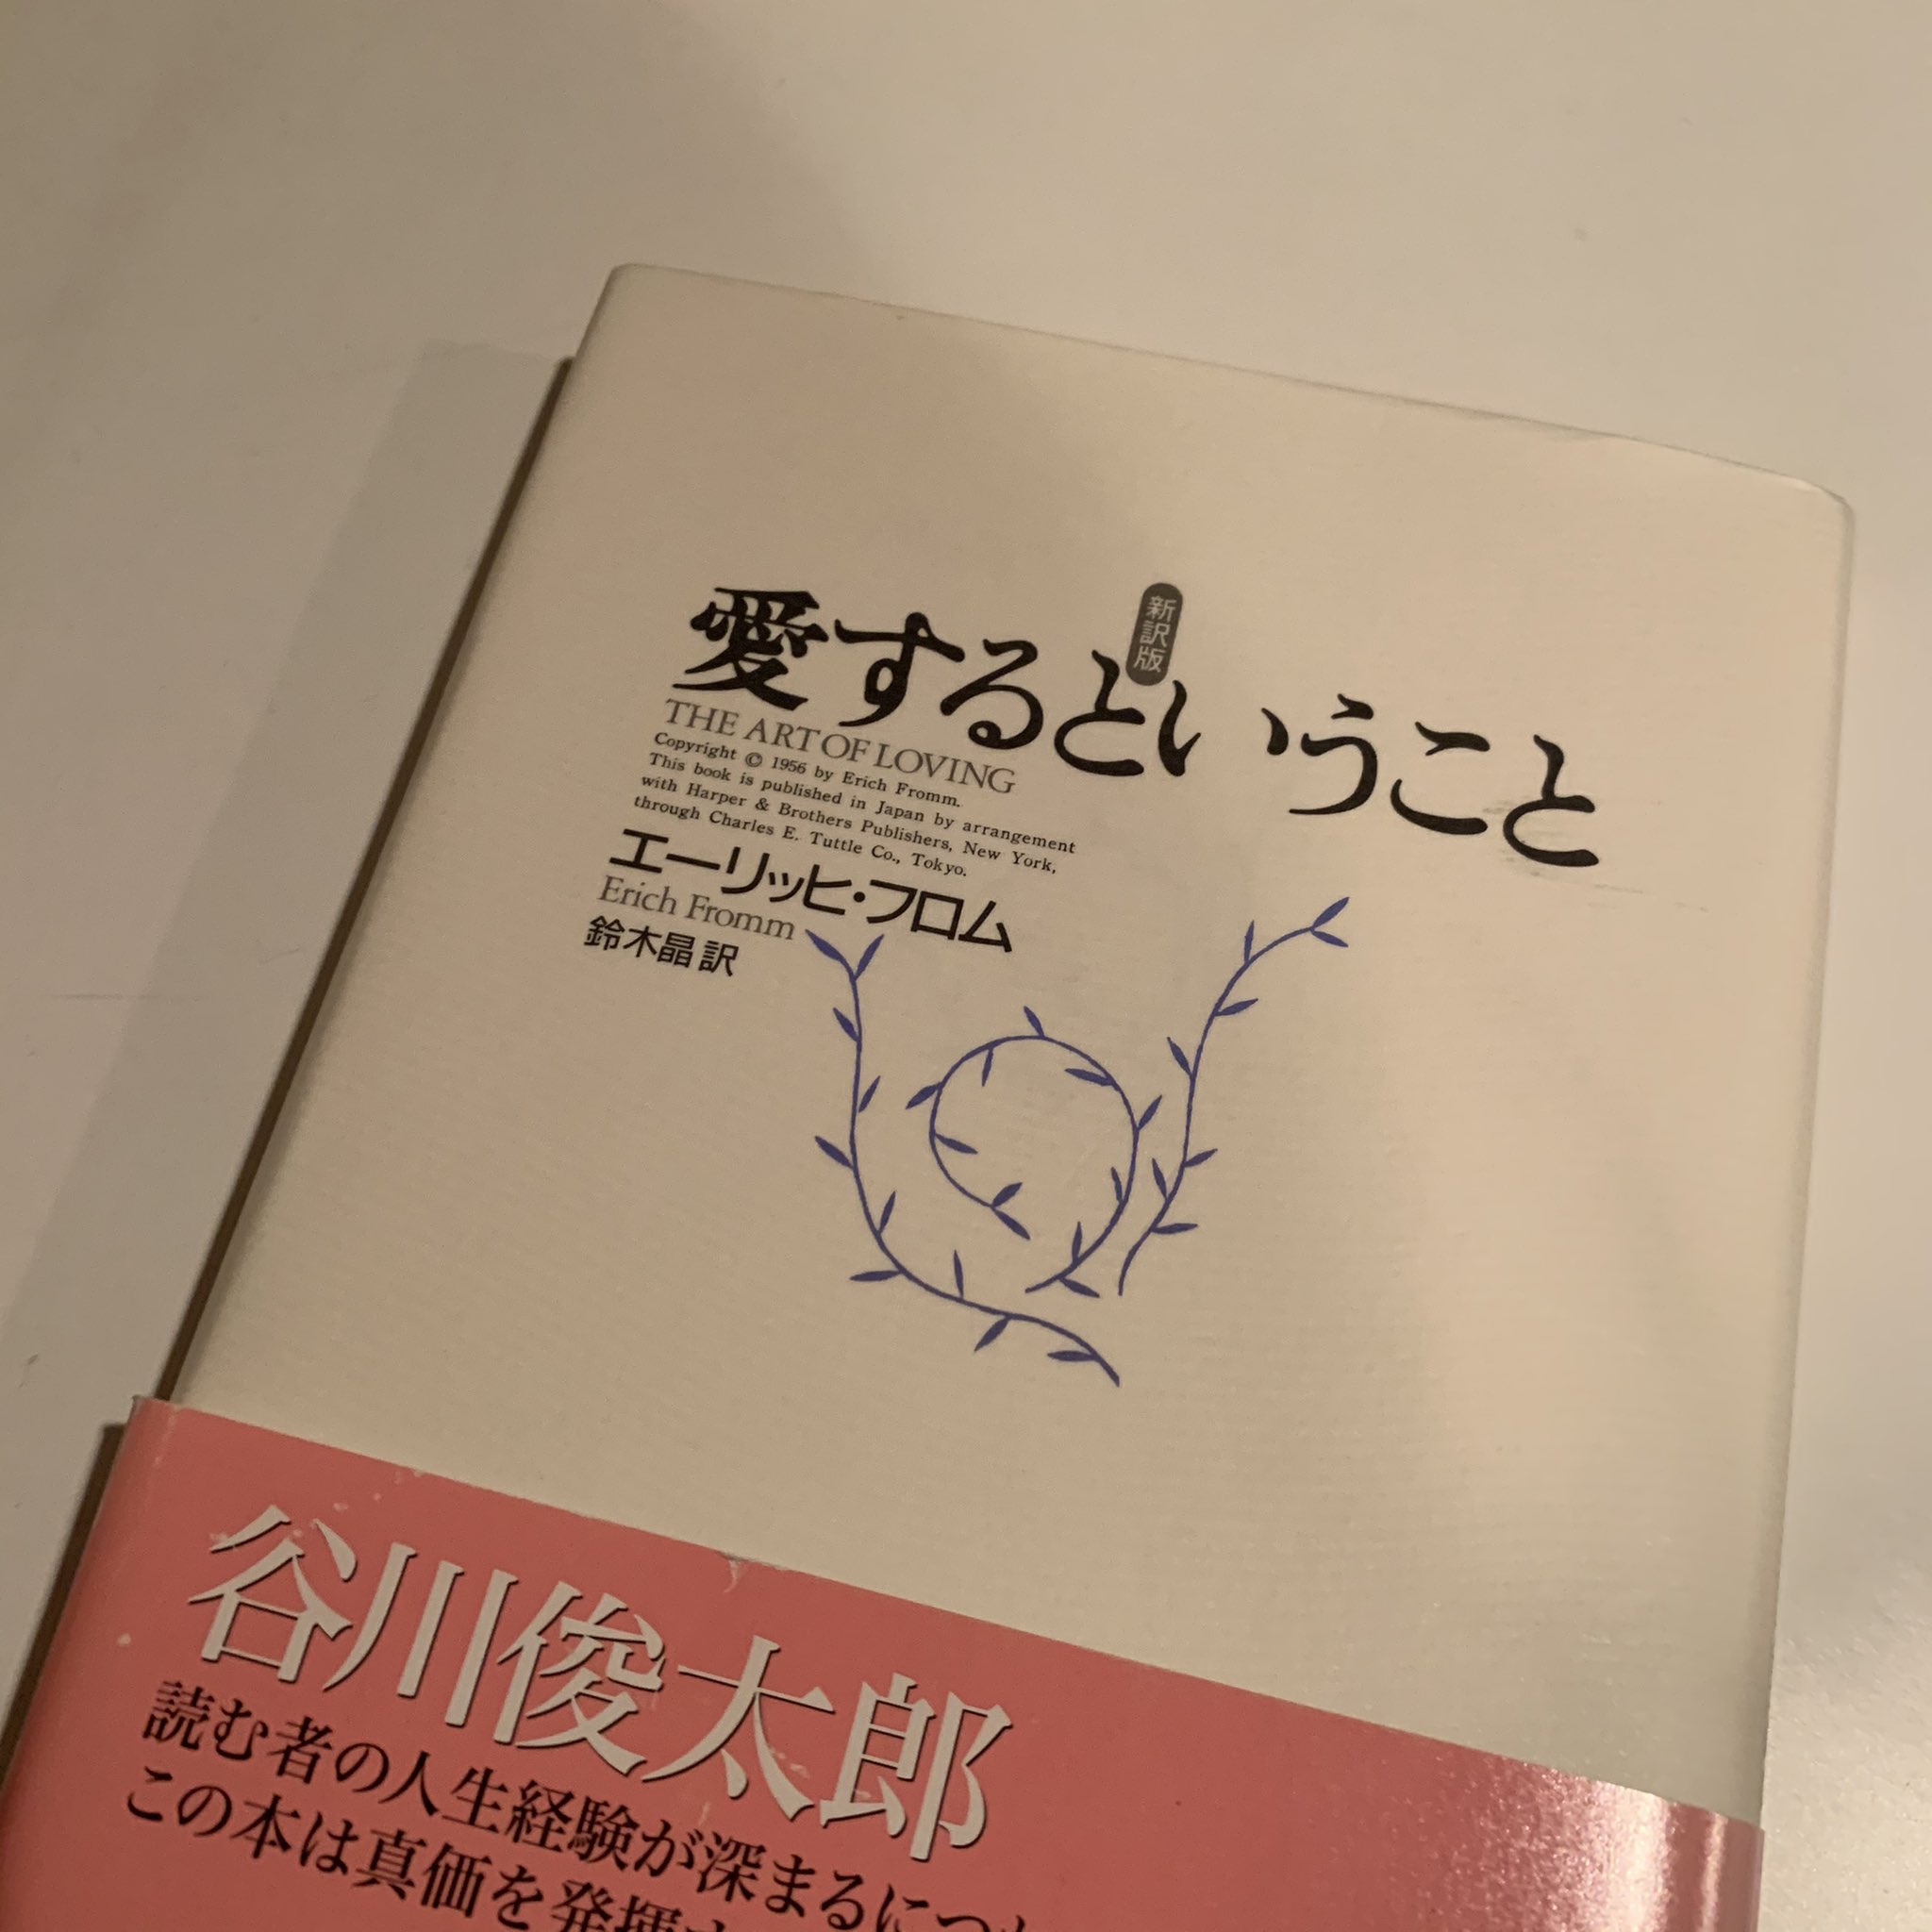 新訳版
愛するということ
THE ART OF LOVING
Copyright © 1956 by Erich Fromm.
This book is published in Japan by arrangement
with Harper & Brothers Publishers, New York,
through Charles E. Tuttle Co., Tokyo.
エーリッヒ・フロム
Erich Fromm
鈴木晶 訳
谷川俊太郎
読む者の人生経験が深まるにつ
この本は真価を発揮